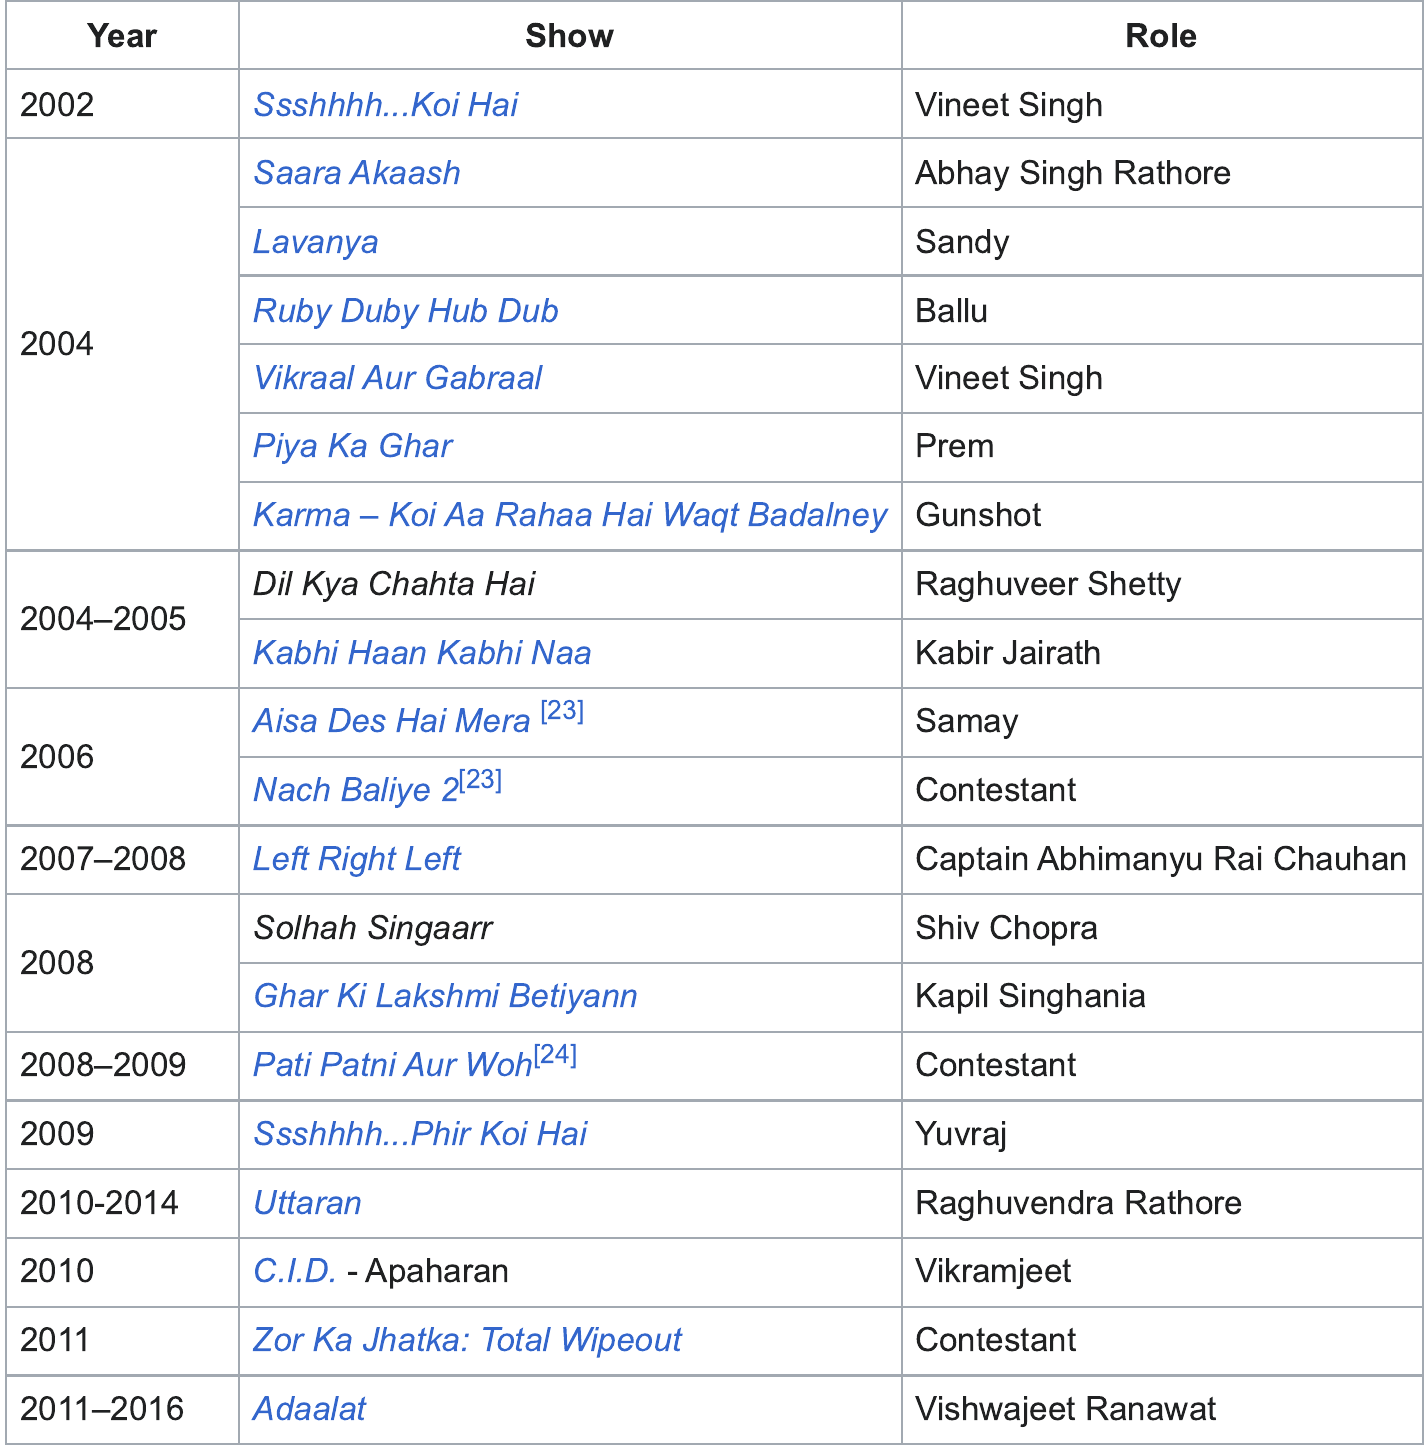 Year Show Role
2002 Ssshhhh...Koi Hai Vineet Singh
2004 Saara Akaash Abhay Singh Rathore
Lavanya Sandy
Ruby Duby Hub Dub Ballu
Vikraal Aur Gabraal Vineet Singh
Piya Ka Ghar Prem
Karma – Koi Aa Rahaa Hai Waqt Badalney Gunshot
2004–2005 Dil Kya Chahta Hai Raghuveer Shetty
Kabhi Haan Kabhi Naa Kabir Jairath
2006 Aisa Des Hai Mera [23] Samay
Nach Baliye 2[23] Contestant
2007–2008 Left Right Left Captain Abhimanyu Rai Chauhan
2008 Solhah Singaarr Shiv Chopra
Ghar Ki Lakshmi Betiyann Kapil Singhania
2008–2009 Pati Patni Aur Woh[24] Contestant
2009 Ssshhhh...Phir Koi Hai Yuvraj
2010-2014 Uttaran Raghuvendra Rathore
2010 C.I.D. - Apaharan Vikramjeet
2011 Zor Ka Jhatka: Total Wipeout Contestant
2011–2016 Adaalat Vishwajeet Ranawat